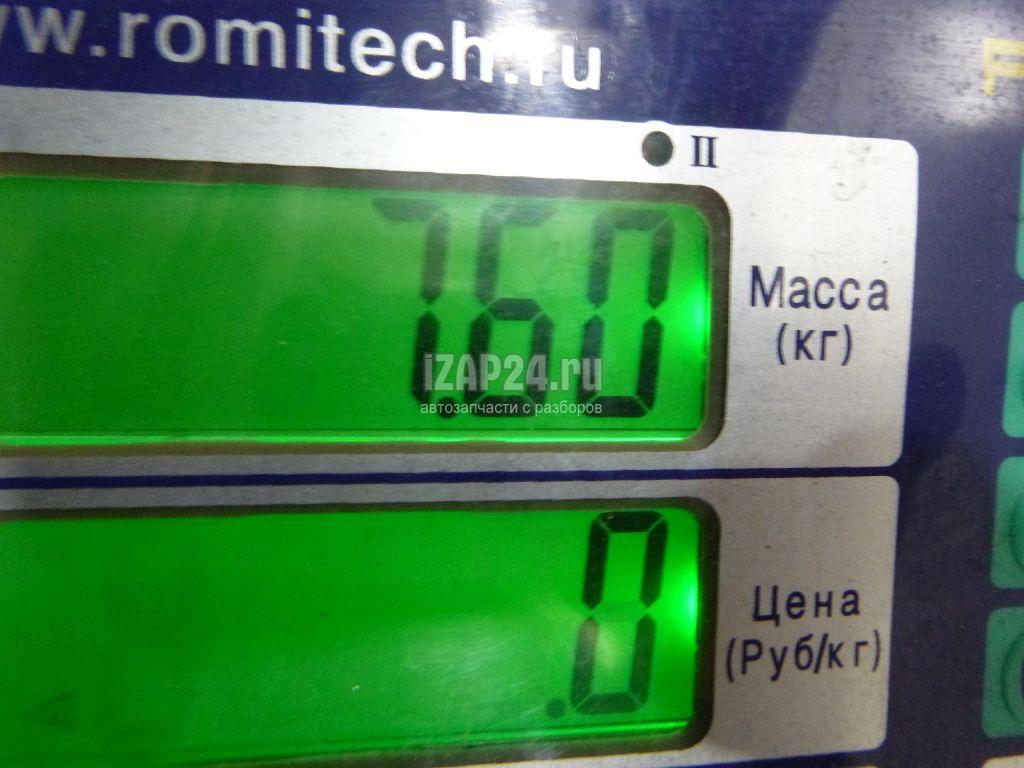 www.romitech.ru
II
7.60
Масса
(кг)
iZAP24.ru
автозапчасти с разборов
.0
Цена
(Руб/кг)